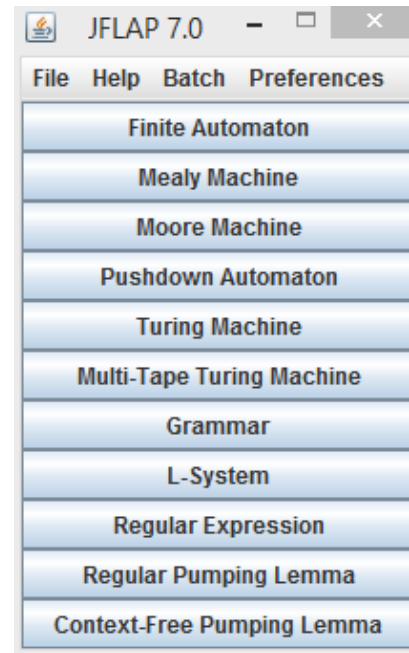 JFLAP 7.0
File Help Batch Preferences
Finite Automaton
Mealy Machine
Moore Machine
Pushdown Automaton
Turing Machine
Multi-Tape Turing Machine
Grammar
L-System
Regular Expression
Regular Pumping Lemma
Context-Free Pumping Lemma